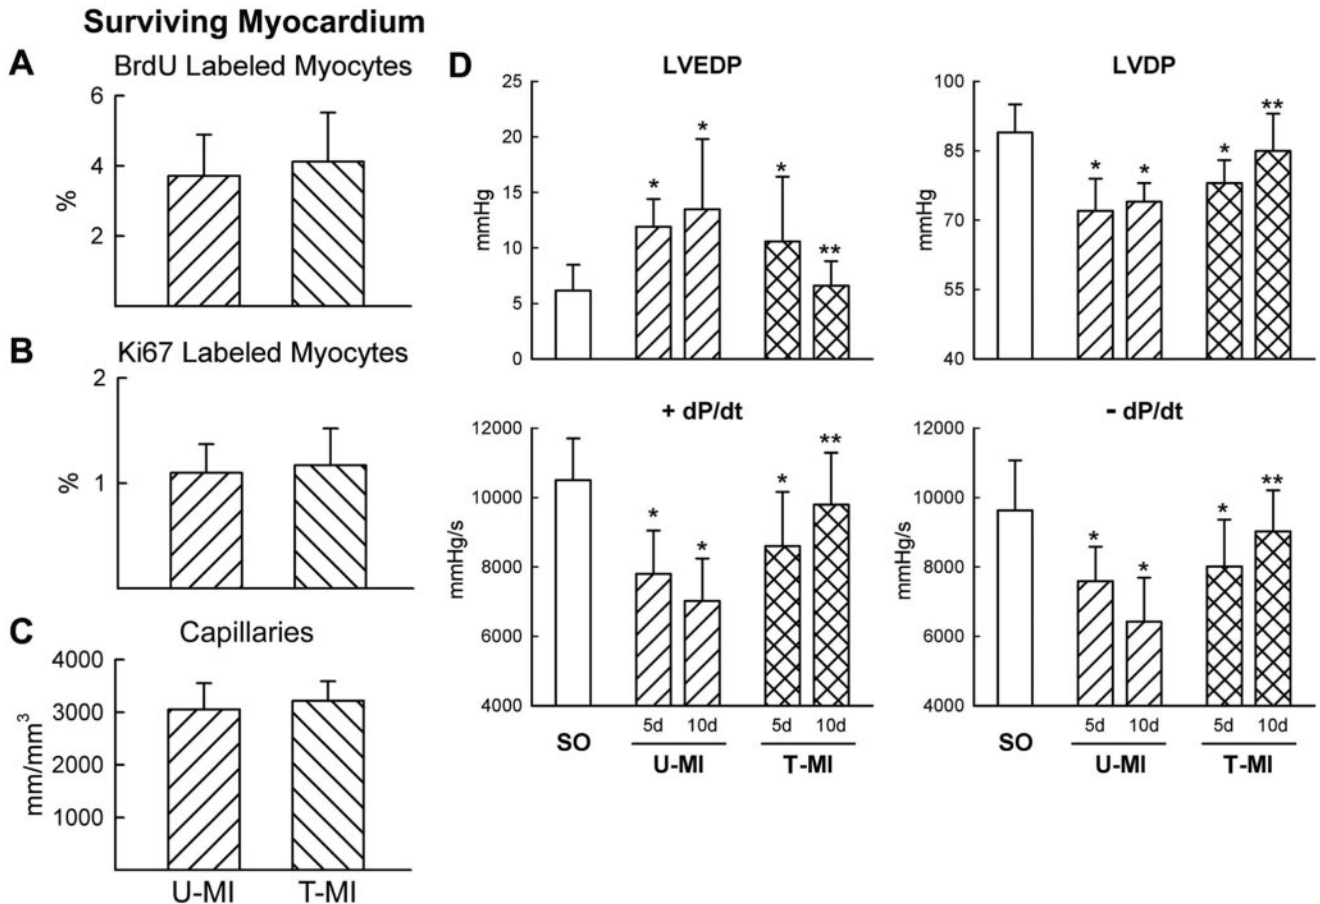 Surviving Myocardium
A
BrdU Labeled Myocytes
6
4
2
%
B
Ki67 Labeled Myocytes
2
1
%
C
Capillaries
4000
3000
2000
1000
mm/mm³
U-MI T-MI
D
LVEDP
25
20
15
10
5
0
mmHg
*
*
*
**
LVDP
100
85
70
55
40
mmHg
*
*
*
**
+ dP/dt
12000
10000
8000
6000
4000
mmHg/s
*
*
*
**
5d 10d 5d 10d
SO U-MI T-MI
- dP/dt
12000
10000
8000
6000
4000
mmHg/s
*
*
*
**
5d 10d 5d 10d
SO U-MI T-MI